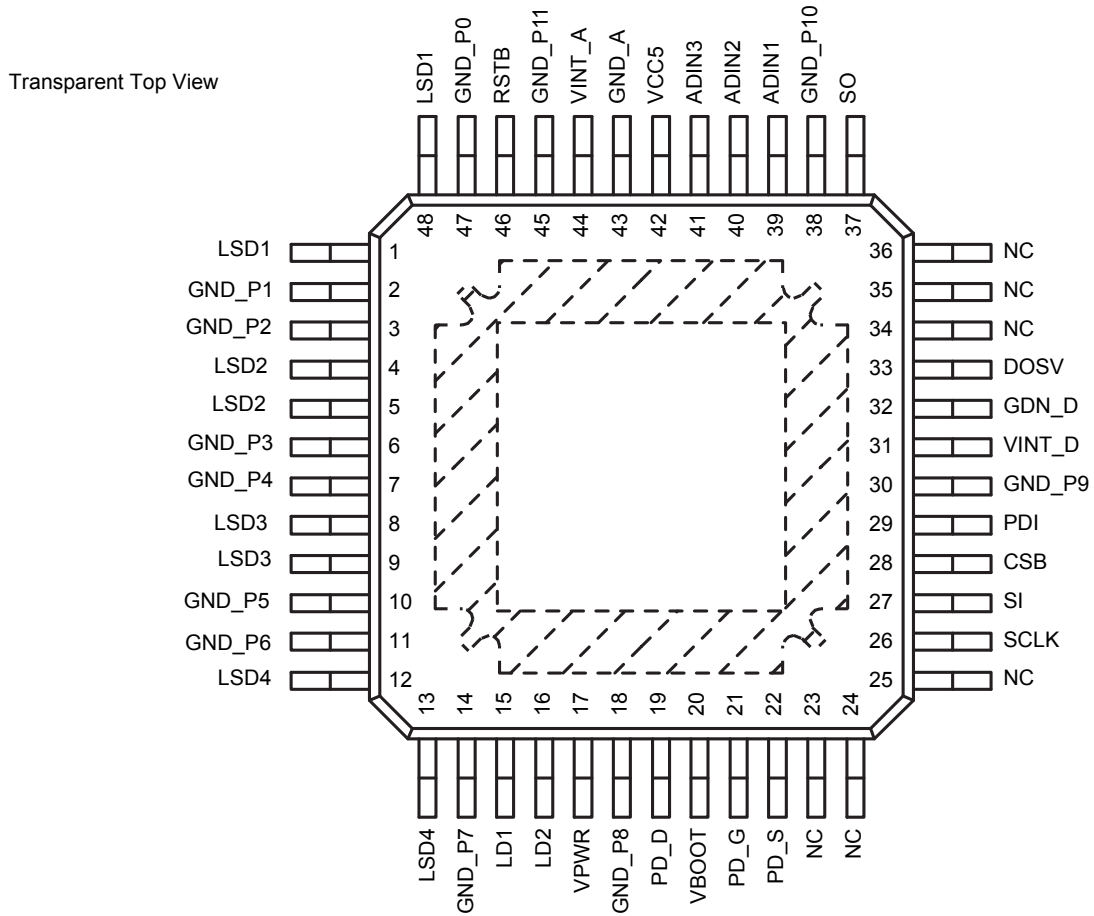 Transparent Top View
LSD1
GND_P0
RSTB
GND_P11
VINT_A
GND_A
VCC5
ADIN3
ADIN2
ADIN1
GND_P10
SO
48
47
46
45
44
43
42
41
40
39
38
37
LSD1 1
GND_P1 2
GND_P2 3
LSD2 4
LSD2 5
GND_P3 6
GND_P4 7
LSD3 8
LSD3 9
GND_P5 10
GND_P6 11
LSD4 12
36 NC
35 NC
34 NC
33 DOSV
32 GDN_D
31 VINT_D
30 GND_P9
29 PDI
28 CSB
27 SI
26 SCLK
25 NC
13
14
15
16
17
18
19
20
21
22
23
24
LSD4
GND_P7
LD1
LD2
VPWR
GND_P8
PD_D
VBOOT
PD_G
PD_S
NC
NC